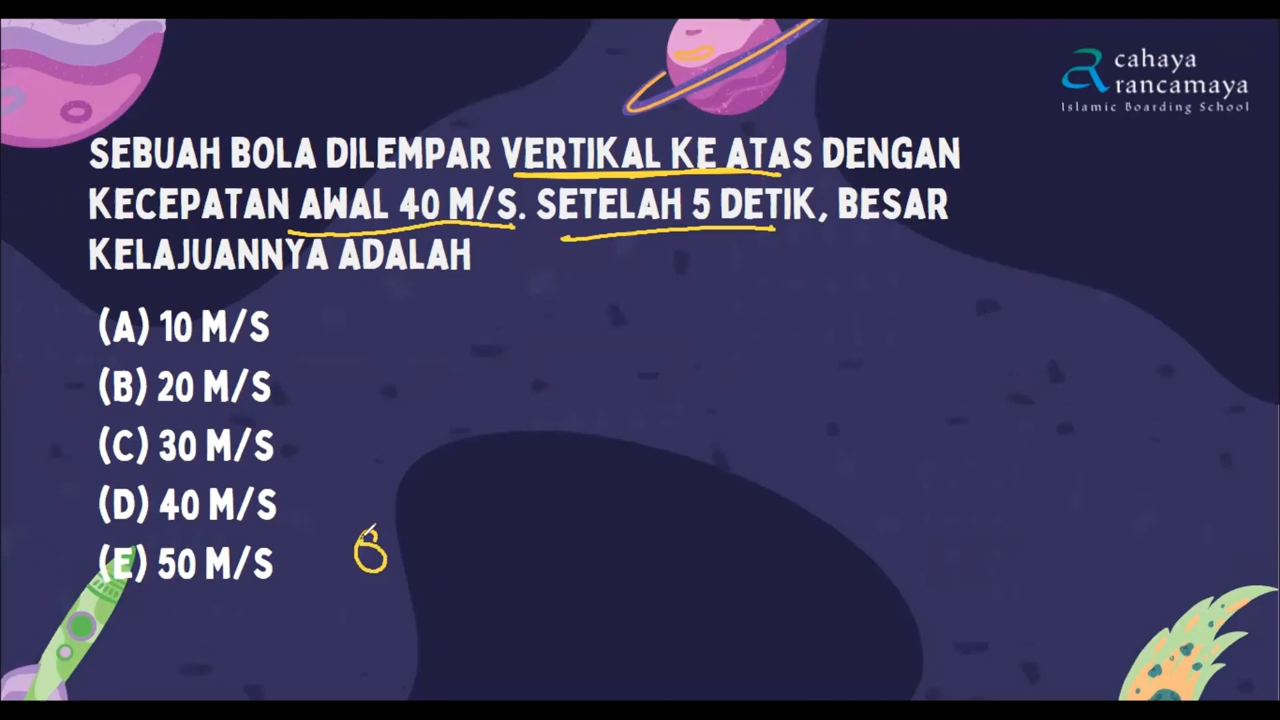 cahaya
rancamaya
Islamic Boarding School
SEBUAH BOLA DILEMPAR VERTIKAL KE ATAS DENGAN
KECEPATAN AWAL 40 M/S. SETELAH 5 DETIK, BESAR
KELAJUANNYA ADALAH
(A) 10 M/S
(B) 20 M/S
(C) 30 M/S
(D) 40 M/S
(E) 50 M/S